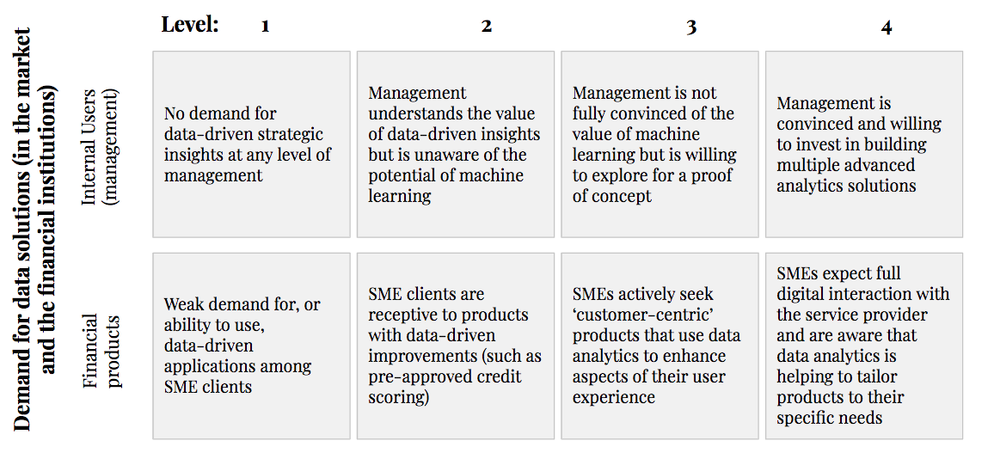 Level: 1 2 3 4
Demand for data solutions (in the market
and the financial institutions)
Internal Users
(management)
No demand for
data-driven strategic
insights at any level of
management
Management
understands the value
of data-driven insights
but is unaware of the
potential of machine
learning
Management is not
fully convinced of the
value of machine
learning but is willing
to explore for a proof
of concept
Management is
convinced and willing
to invest in building
multiple advanced
analytics solutions
Financial
products
Weak demand for, or
ability to use,
data-driven
applications among
SME clients
SME clients are
receptive to products
with data-driven
improvements (such as
pre-approved credit
scoring)
SMEs actively seek
‘customer-centric’
products that use data
analytics to enhance
aspects of their user
experience
SMEs expect full
digital interaction with
the service provider
and are aware that
data analytics is
helping to tailor
products to their
specific needs